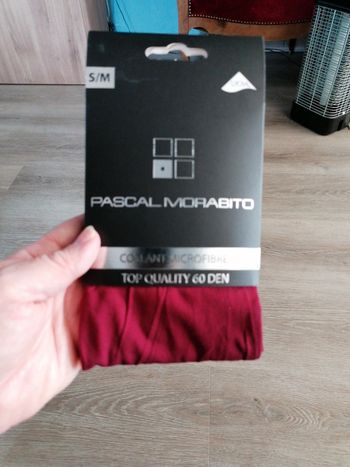 S/M
PASCAL MORABITO
COLLANT MICROFIBRE
TOP QUALITY 60 DEN